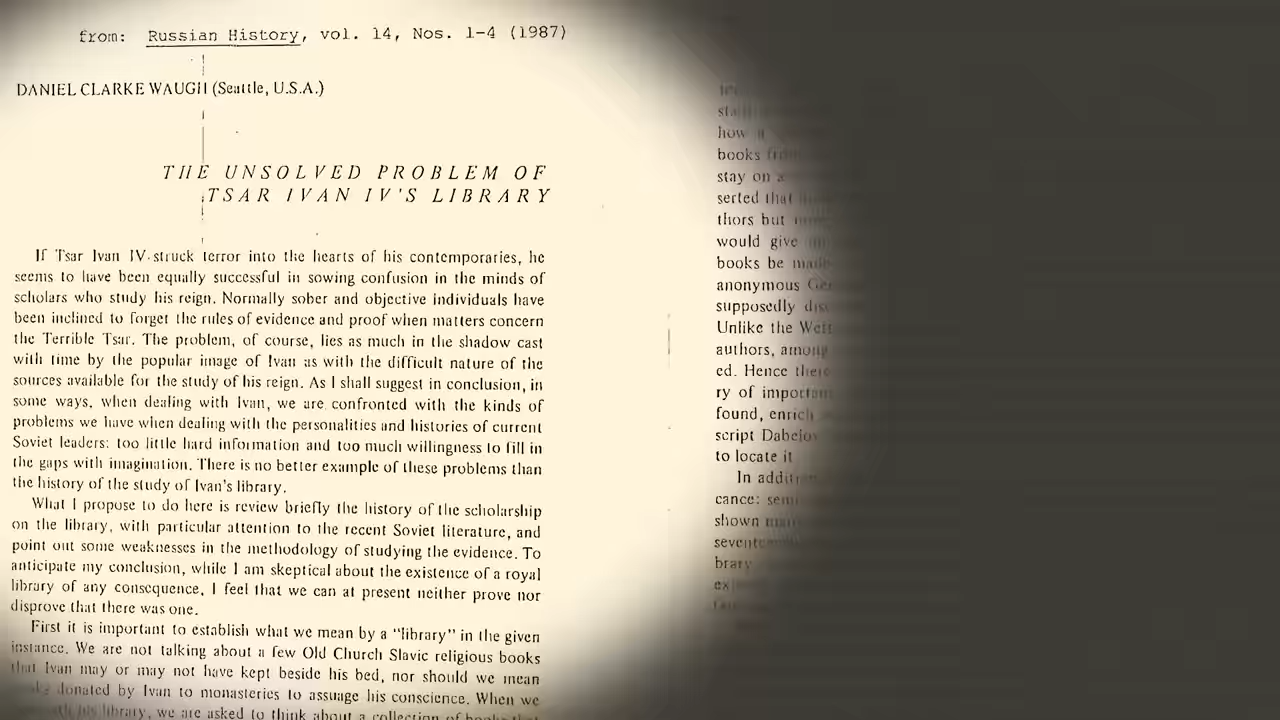 from: Russian History, vol. 14, Nos. 1-4 (1987)
DANIEL CLARKE WAUGH (Seattle, U.S.A.)
THE UNSOLVED PROBLEM OF
TSAR IVAN IV'S LIBRARY
If Tsar Ivan IV struck terror into the hearts of his contemporaries, he
seems to have been equally successful in sowing confusion in the minds of
scholars who study his reign. Normally sober and objective individuals have
been inclined to forget the rules of evidence and proof when matters concern
the Terrible Tsar. The problem, of course, lies as much in the shadow cast
with time by the popular image of Ivan as with the difficult nature of the
sources available for the study of his reign. As I shall suggest in conclusion, in
some ways, when dealing with Ivan, we are confronted with the kinds of
problems we have when dealing with the personalities and histories of current
Soviet leaders: too little hard information and too much willingness to fill in
the gaps with imagination. There is no better example of these problems than
the history of the study of Ivan's library.
What I propose to do here is review briefly the history of the scholarship
on the library, with particular attention to the recent Soviet literature, and
point out some weaknesses in the methodology of studying the evidence. To
anticipate my conclusion, while I am skeptical about the existence of a royal
library of any consequence, I feel that we can at present neither prove nor
disprove that there was one.
First it is important to establish what we mean by a "library" in the given
instance. We are not talking about a few Old Church Slavic religious books
that Ivan may or may not have kept beside his bed, nor should we mean
donated by Ivan to monasteries to assuage his conscience. When we
his library, we are asked to think about a collection of books that
how a
books
stay on a
serted that
thors but
would give
books be made
anonymous
supposedly
Unlike the
authors, among
ed. Hence
ry of important
found, enrich
script
to locate it
In
cance:
shown